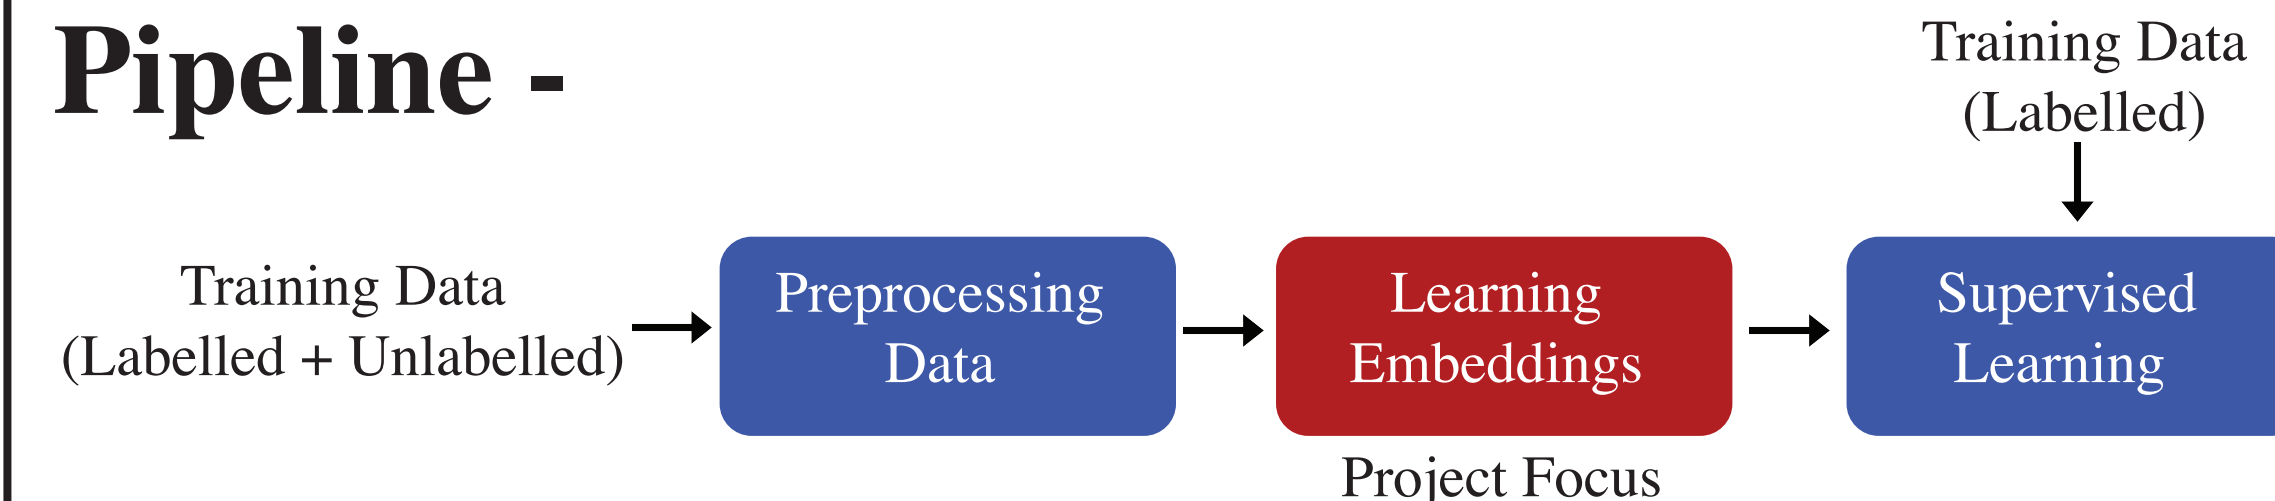 Pipeline -
Training Data
(Labelled)
Training Data
(Labelled + Unlabelled)
Preprocessing
Data
Learning
Embeddings
Supervised
Learning
Project Focus